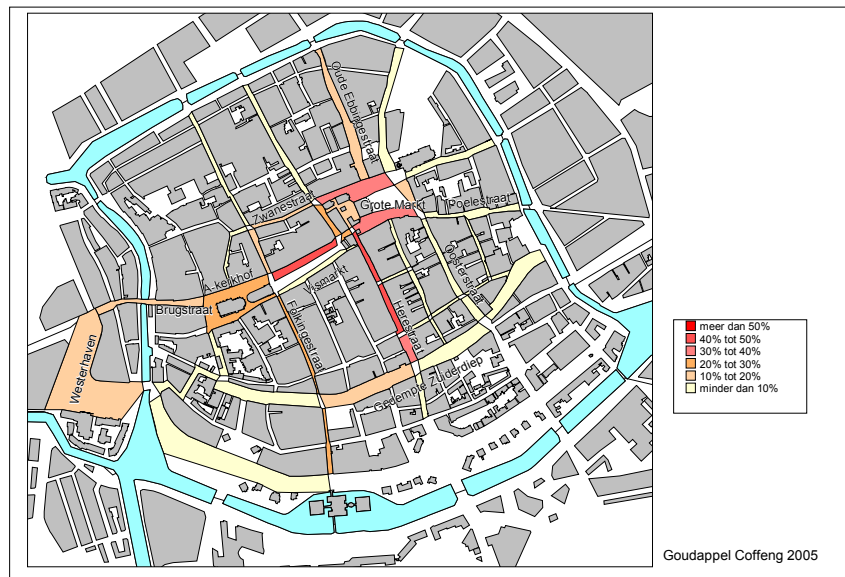 Oude Ebbingestraat
Zwanestraat
Grote Markt
Poelestraat
A-kerkhof
Vismarkt
Oosterstraat
Brugstraat
Folkingestraat
Herestraat
Westerhaven
Gedempte Zuiderdiep
meer dan 50%
40% tot 50%
30% tot 40%
20% tot 30%
10% tot 20%
minder dan 10%
Goudappel Coffeng 2005